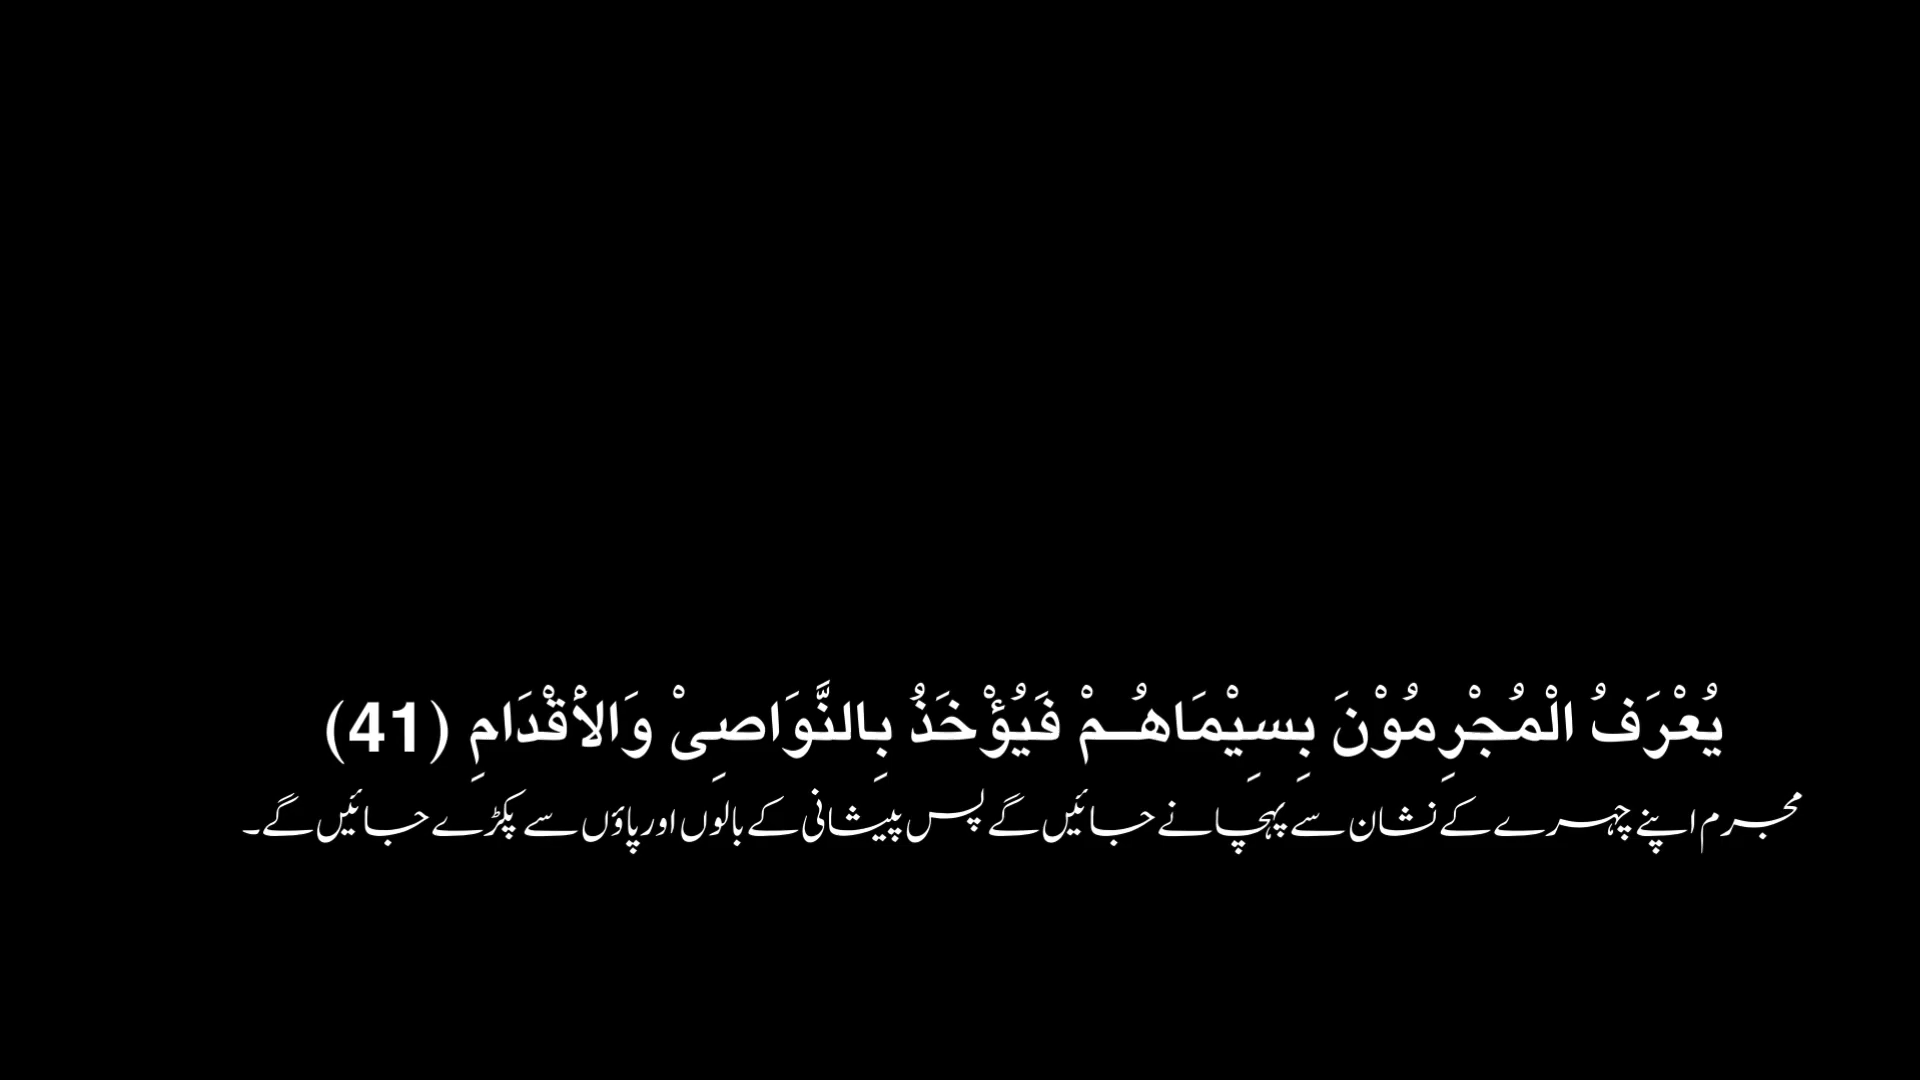 يُعْرَفُ الْمُجْرِمُوْنَ بِسِيْمَاهُـمْ فَيُؤْخَذُ بِالنَّوَاصِىْ وَالأَقْدَامِ (41)
مجرم اپنے چہرے کے نشان سے پہچانے جائیں گے پس پیشانی کے بالوں اور پاؤں سے پکڑے جائیں گے۔